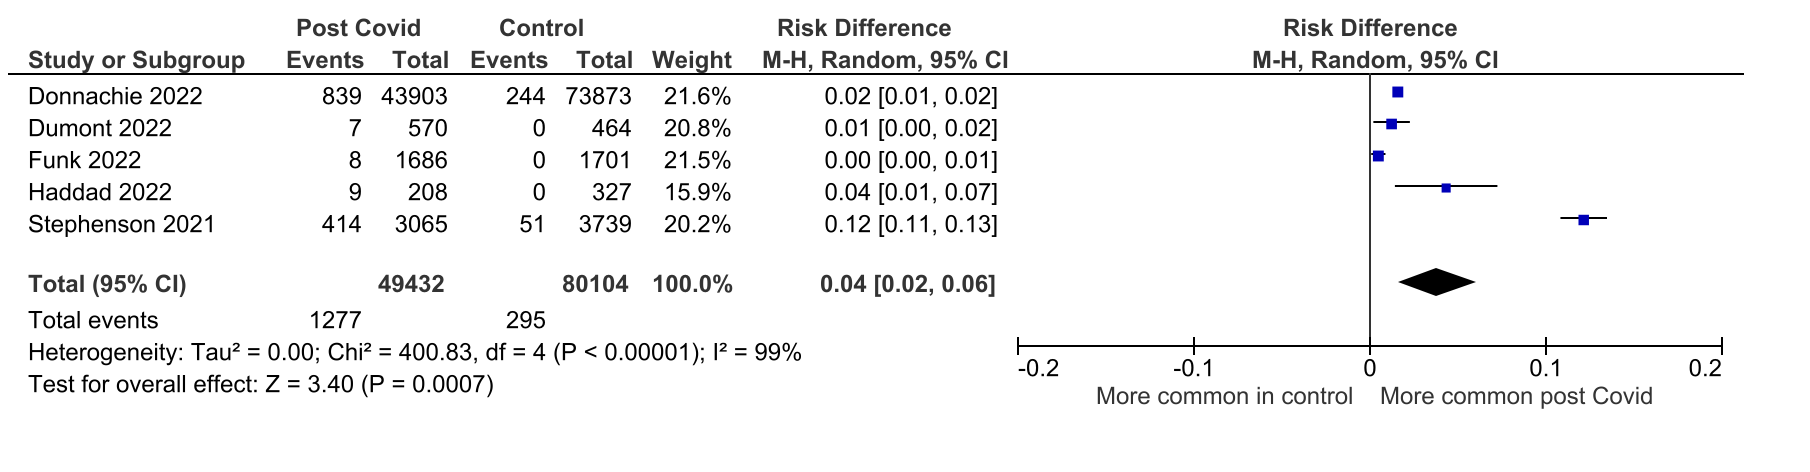 Post Covid Control Risk Difference Risk Difference
Study or Subgroup Events Total Events Total Weight M-H, Random, 95% CI M-H, Random, 95% CI
Donnachie 2022 839 43903 244 73873 21.6% 0.02 [0.01, 0.02]
Dumont 2022 7 570 0 464 20.8% 0.01 [0.00, 0.02]
Funk 2022 8 1686 0 1701 21.5% 0.00 [0.00, 0.01]
Haddad 2022 9 208 0 327 15.9% 0.04 [0.01, 0.07]
Stephenson 2021 414 3065 51 3739 20.2% 0.12 [0.11, 0.13]
Total (95% CI) 49432 80104 100.0% 0.04 [0.02, 0.06]
Total events 1277 295
Heterogeneity: Tau² = 0.00; Chi² = 400.83, df = 4 (P < 0.00001); I² = 99%
Test for overall effect: Z = 3.40 (P = 0.0007)
-0.2 -0.1 0 0.1 0.2
More common in control More common post Covid